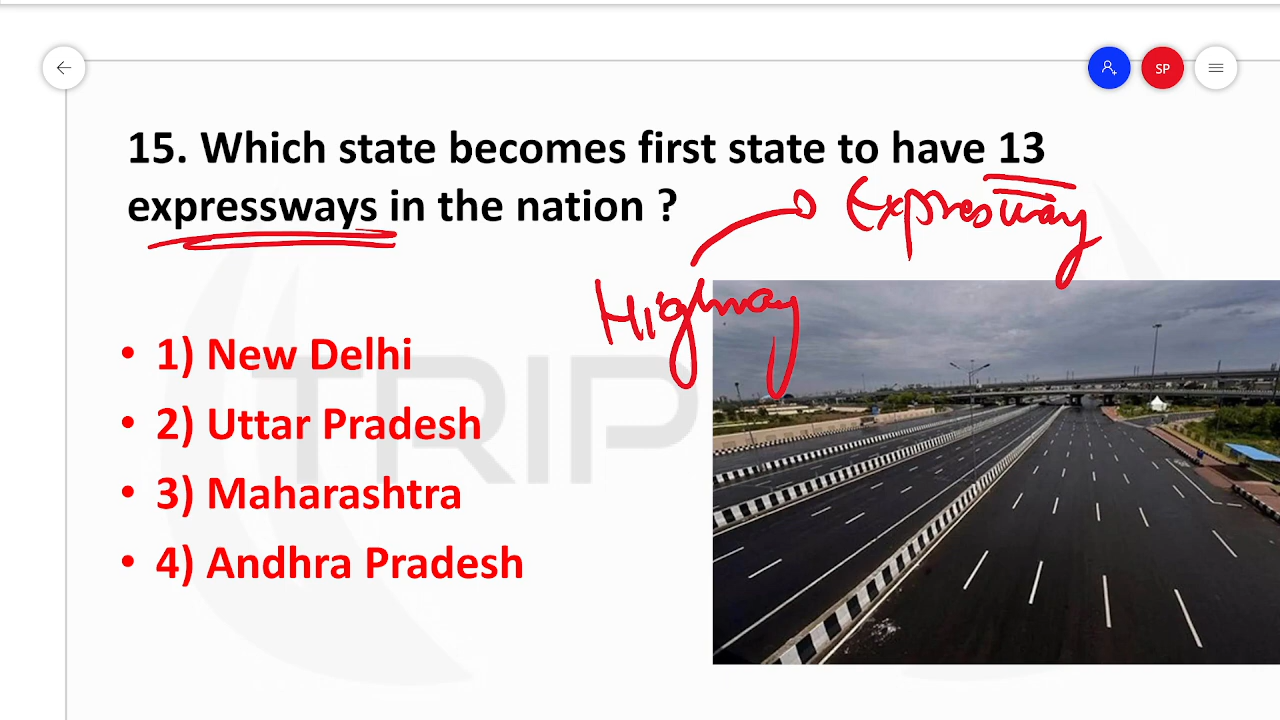 SP
15. Which state becomes first state to have 13
expressways in the nation ?
Expressway
Highway
• 1) New Delhi
• 2) Uttar Pradesh
• 3) Maharashtra
• 4) Andhra Pradesh
TRIP